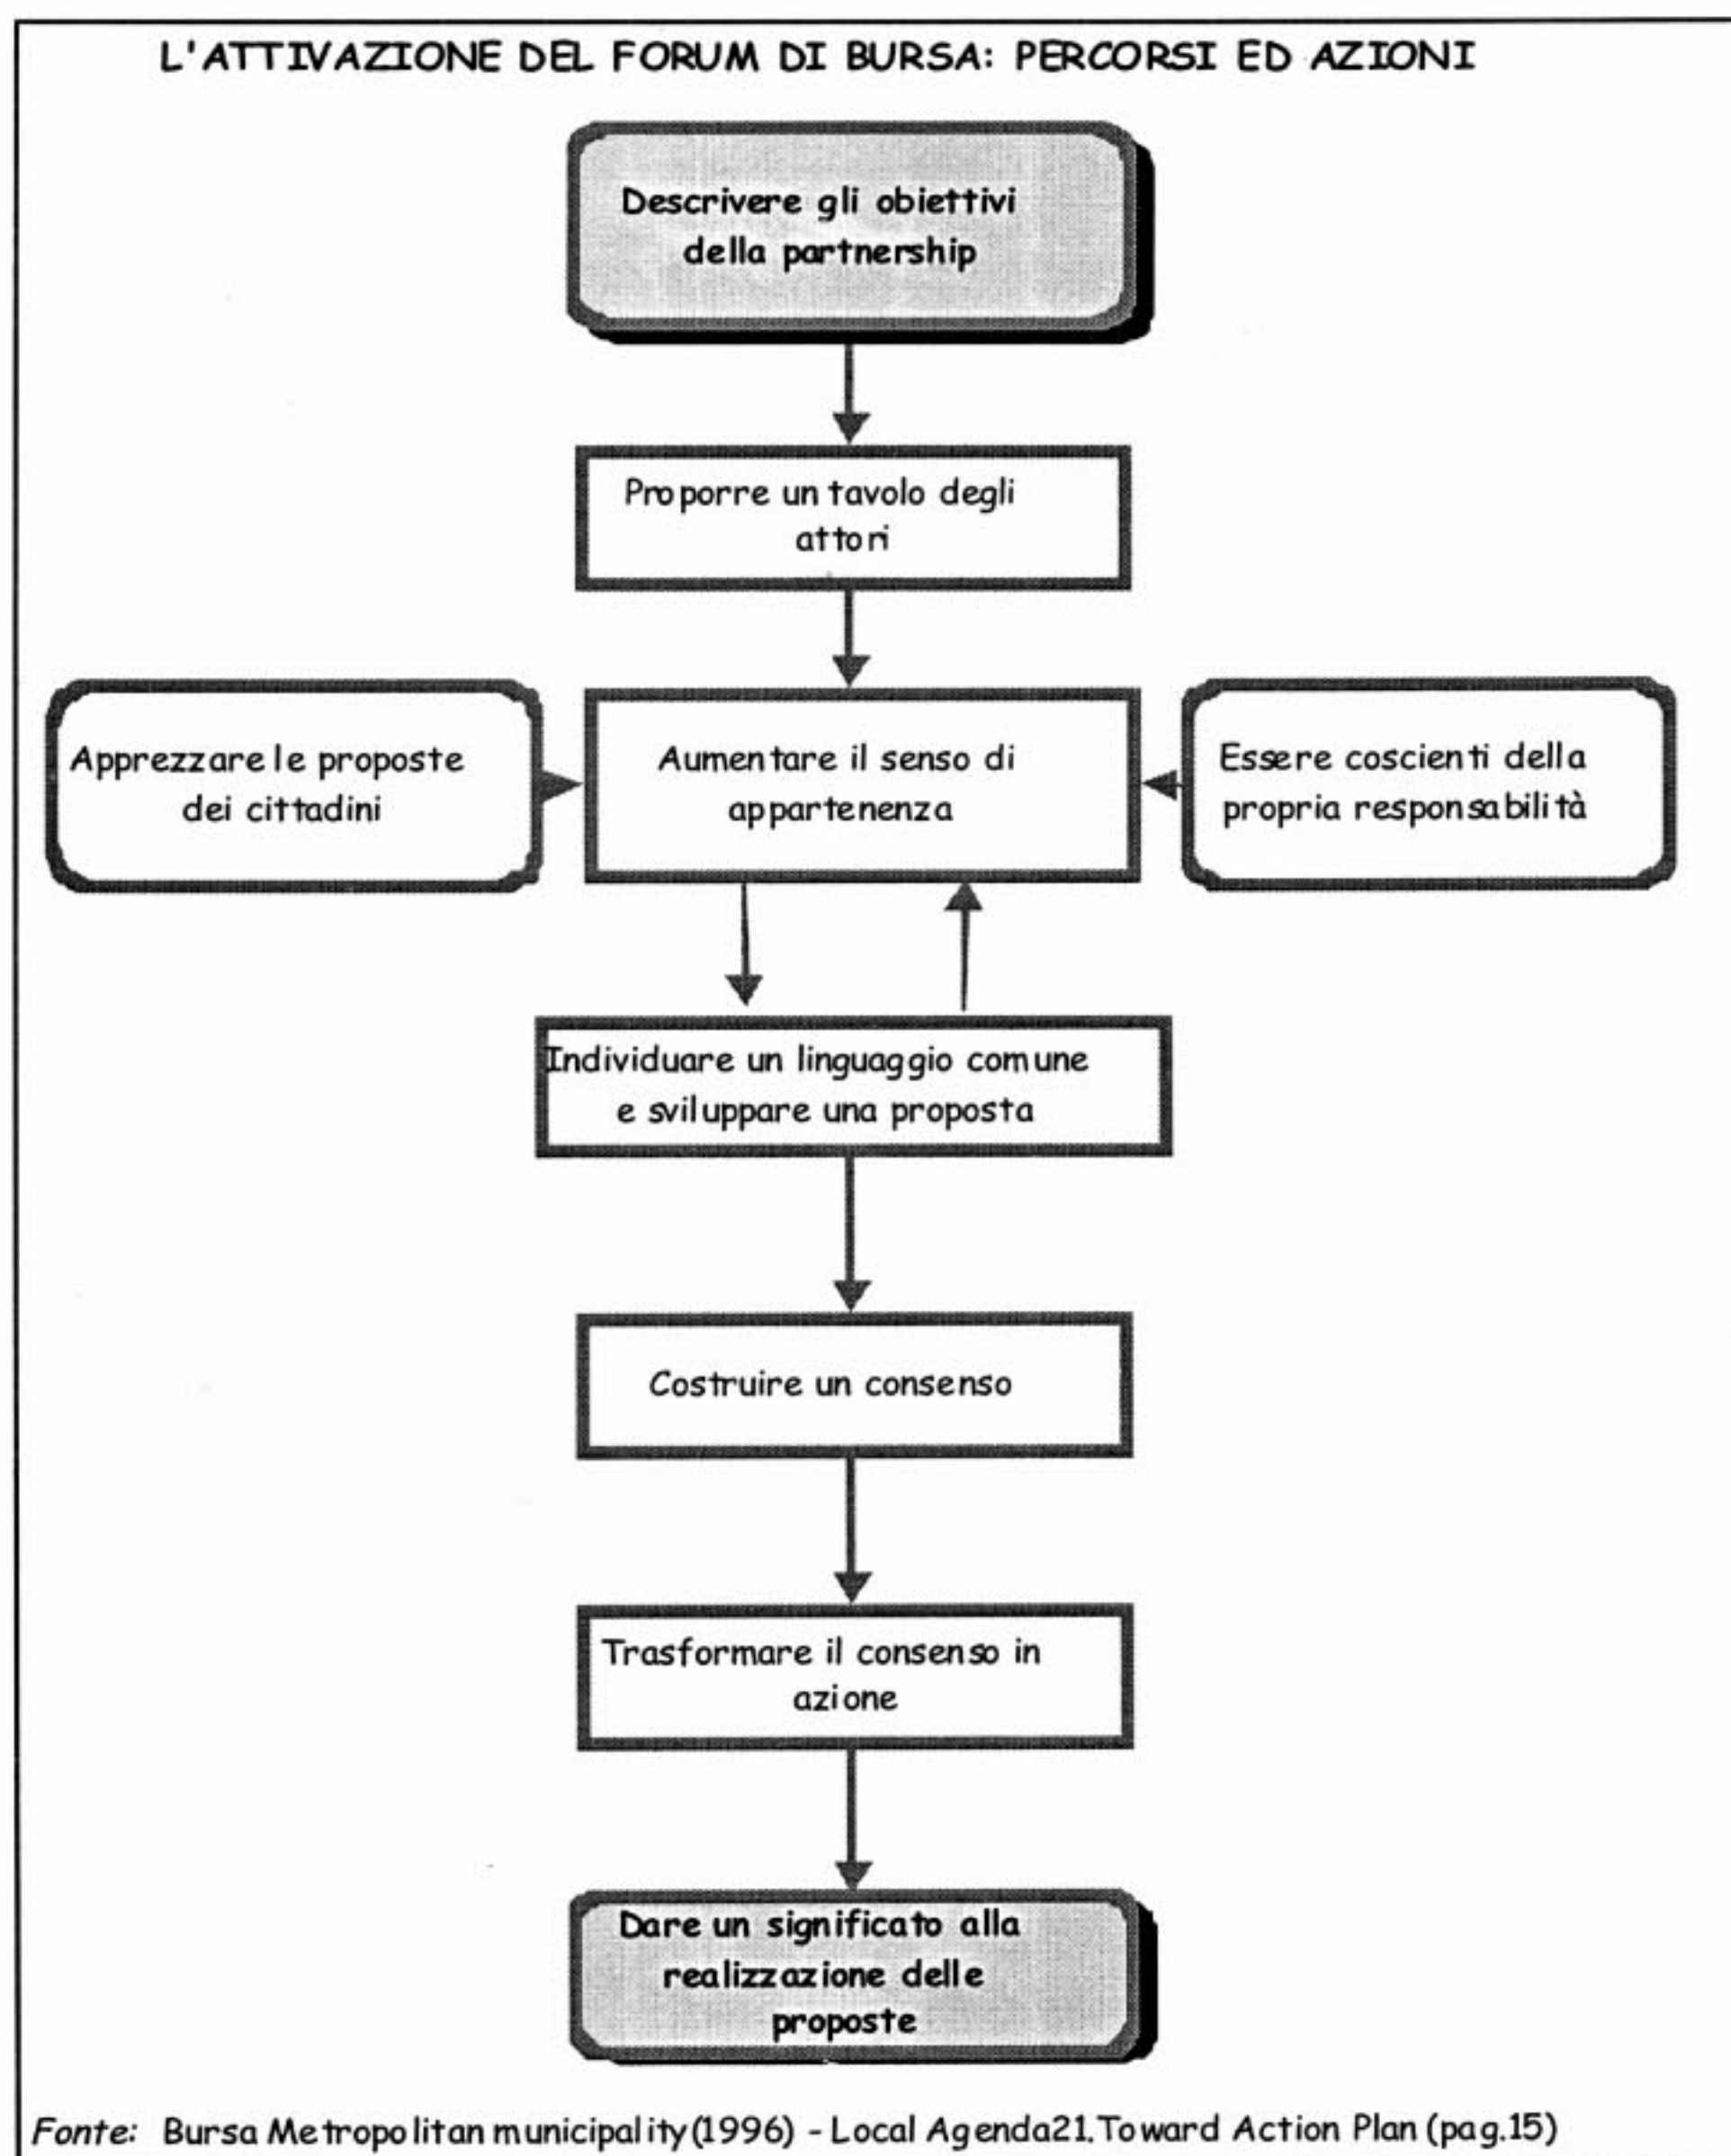 L'ATTIVAZIONE DEL FORUM DI BURSA: PERCORSI ED AZIONI
Descrivere gli obiettivi
della partnership
Proporre un tavolo degli
attori
Apprezzare le proposte
dei cittadini
Aumentare il senso di
appartenenza
Essere coscienti della
propria responsabilità
Individuare un linguaggio comune
e sviluppare una proposta
Costruire un consenso
Trasformare il consenso in
azione
Dare un significato alla
realizzazione delle
proposte
Fonte: Bursa Metropolitan municipality(1996) - Local Agenda21.Toward Action Plan (pag.15)